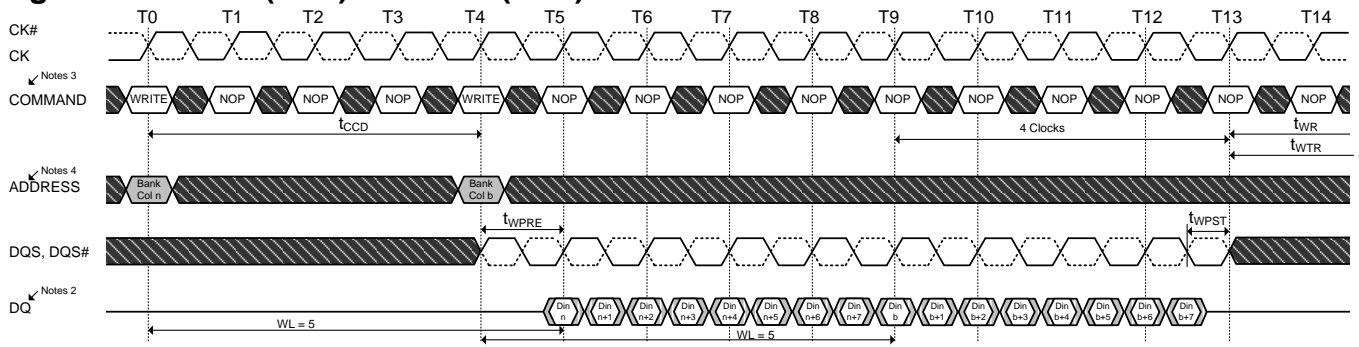 T0 T1 T2 T3 T4 T5 T6 T7 T8 T9 T10 T11 T12 T13 T14
CK#
CK
Notes 3
COMMAND WRITE NOP NOP NOP WRITE NOP NOP NOP NOP NOP NOP NOP NOP NOP NOP
tCCD 4 Clocks tWR
tWTR
Notes 4
ADDRESS Bank Col n Bank Col b
tWPRE tWPST
DQS, DQS#
Notes 2
DQ Din n Din n+1 Din n+2 Din n+3 Din n+4 Din n+5 Din n+6 Din n+7 Din b Din b+1 Din b+2 Din b+3 Din b+4 Din b+5 Din b+6 Din b+7
WL = 5 WL = 5